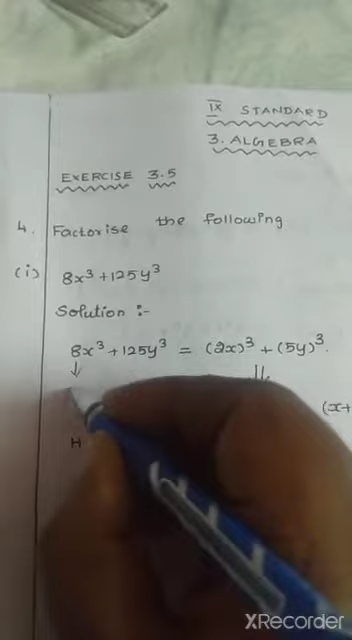 IX STANDARD
3. ALGEBRA
EXERCISE 3.5
4. Factorise the following
(i) 8x³ + 125y³
Solution :-
8x³ + 125y³ = (2x)³ + (5y)³.
(x+
H
XRecorder